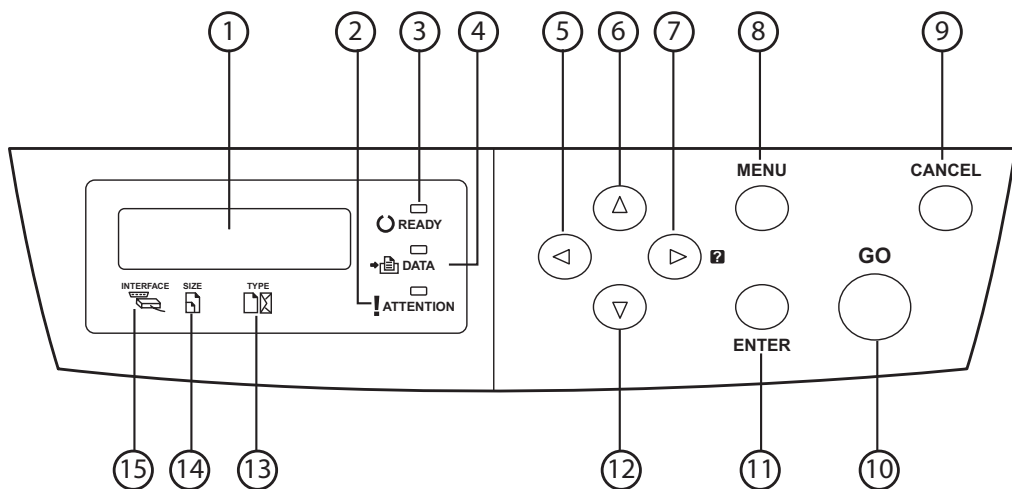 1 2 3 4 5 6 7 8 9
MENU CANCEL
READY
DATA
! ATTENTION
INTERFACE SIZE TYPE
?
GO
ENTER
15 14 13 12 11 10